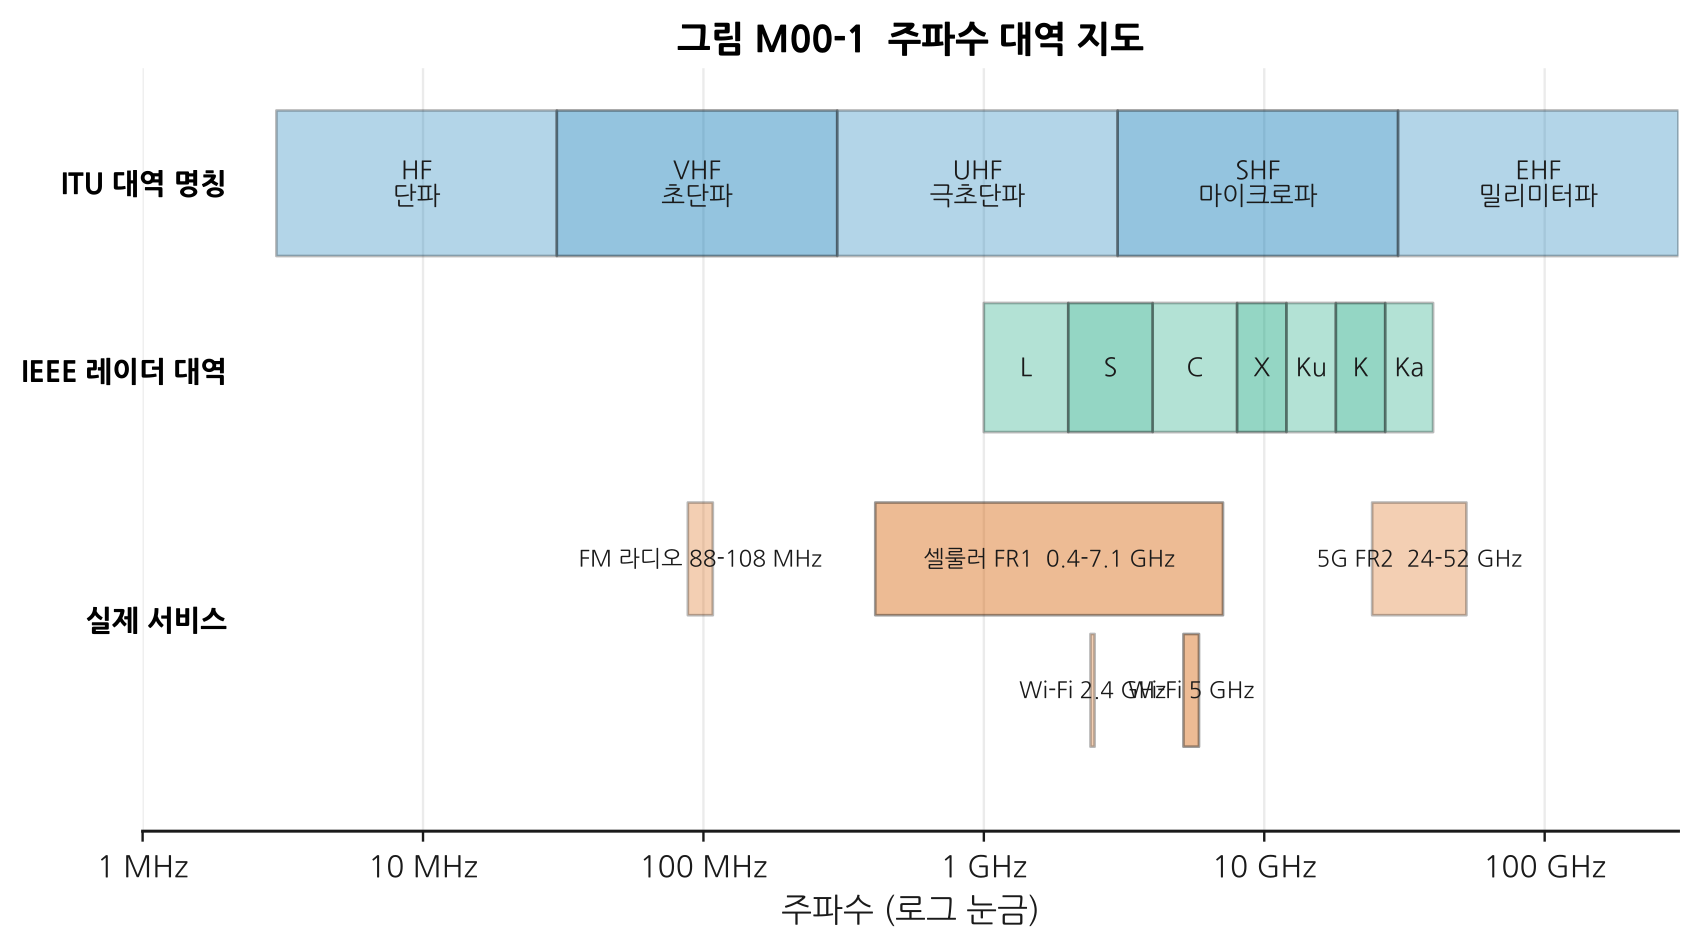 그림 M00-1 주파수 대역 지도
ITU 대역 명칭
HF
단파
VHF
초단파
UHF
극초단파
SHF
마이크로파
EHF
밀리미터파
IEEE 레이더 대역
L
S
C
X
Ku
K
Ka
실제 서비스
FM 라디오 88-108 MHz
셀룰러 FR1 0.4-7.1 GHz
5G FR2 24-52 GHz
Wi-Fi 2.4 GHz
Wi-Fi 5 GHz
1 MHz
10 MHz
100 MHz
1 GHz
10 GHz
100 GHz
주파수 (로그 눈금)